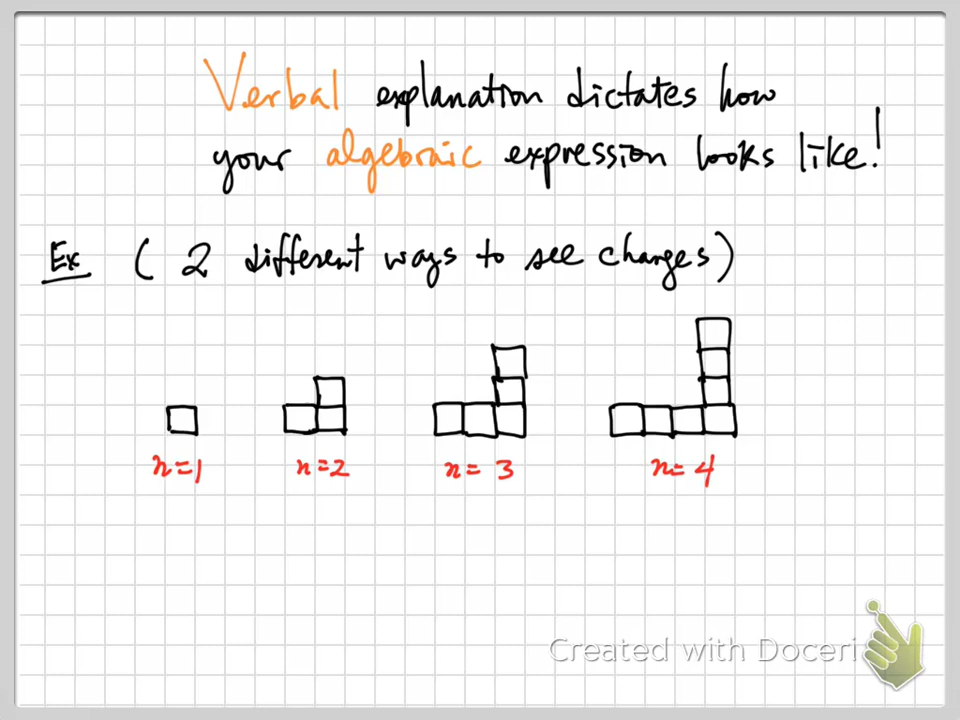 Verbal explanation dictates how
your algebraic expression looks like!
Ex ( 2 different ways to see changes )
n=1 n=2 n= 3 n= 4
Created with Doceri